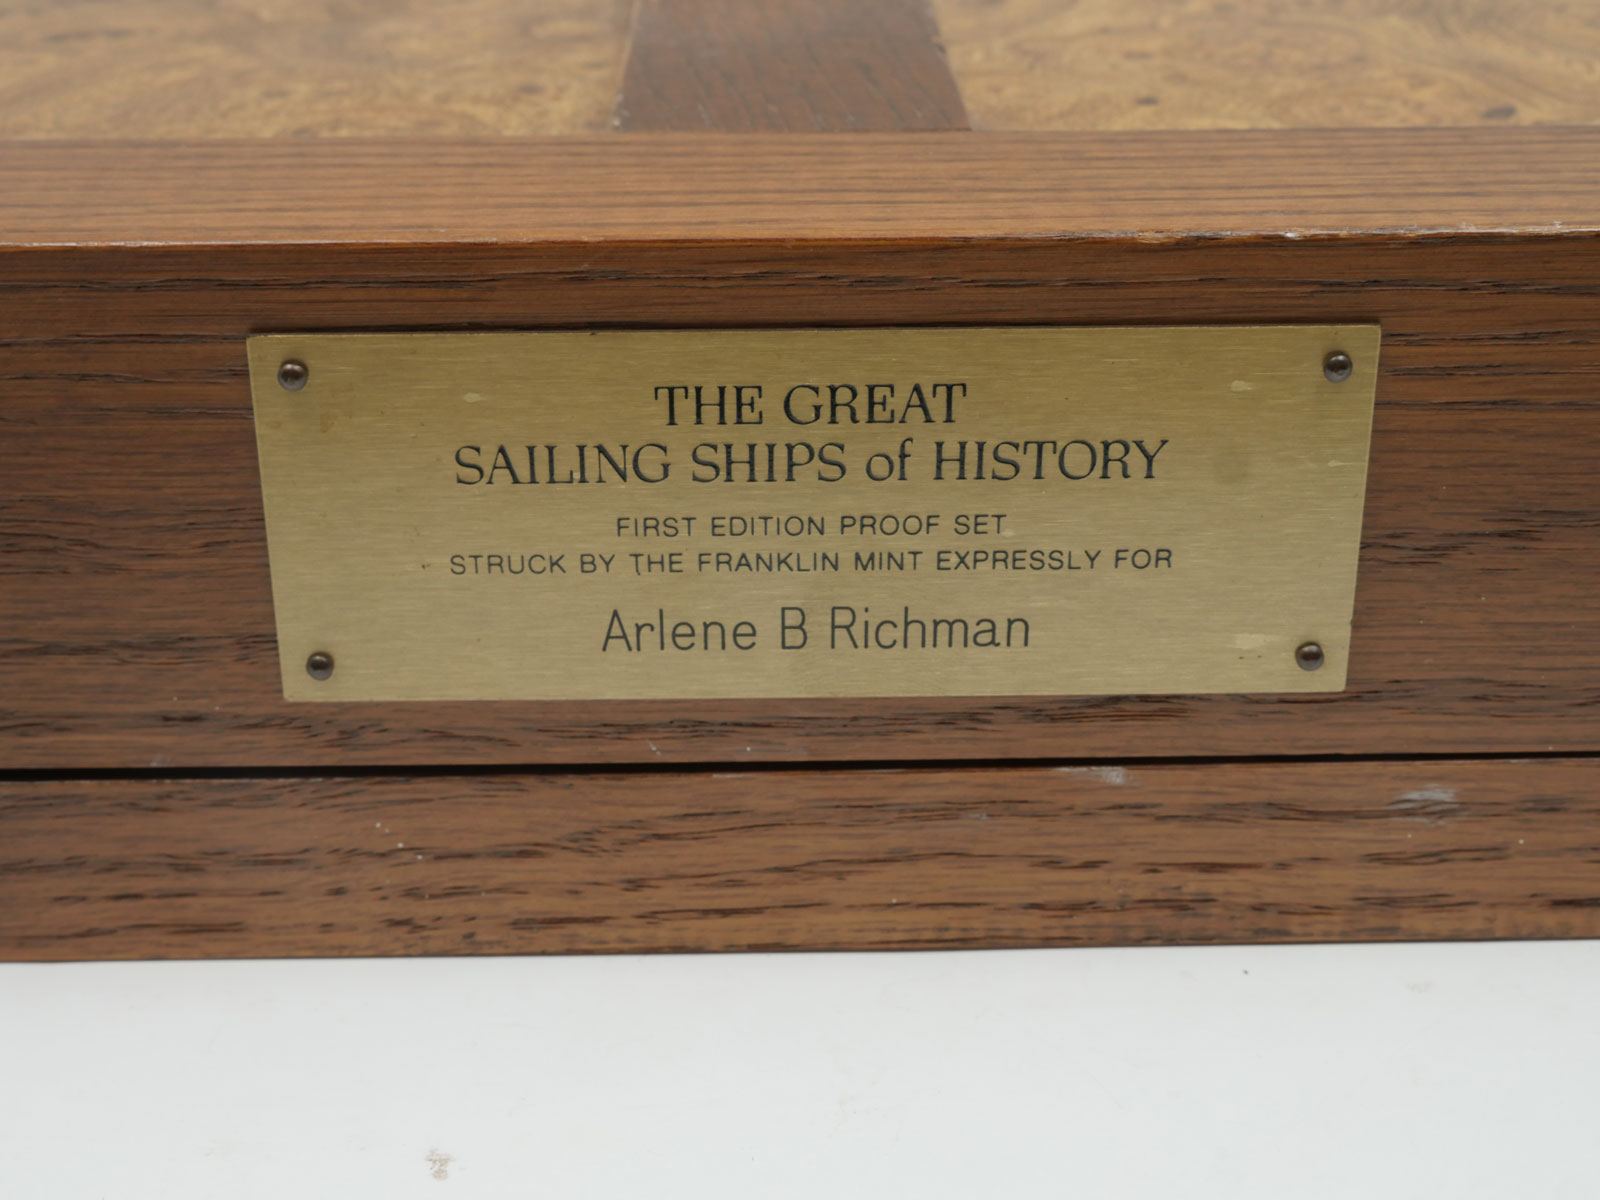 THE GREAT
SAILING SHIPS of HISTORY
FIRST EDITION PROOF SET
STRUCK BY THE FRANKLIN MINT EXPRESSLY FOR
Arlene B Richman